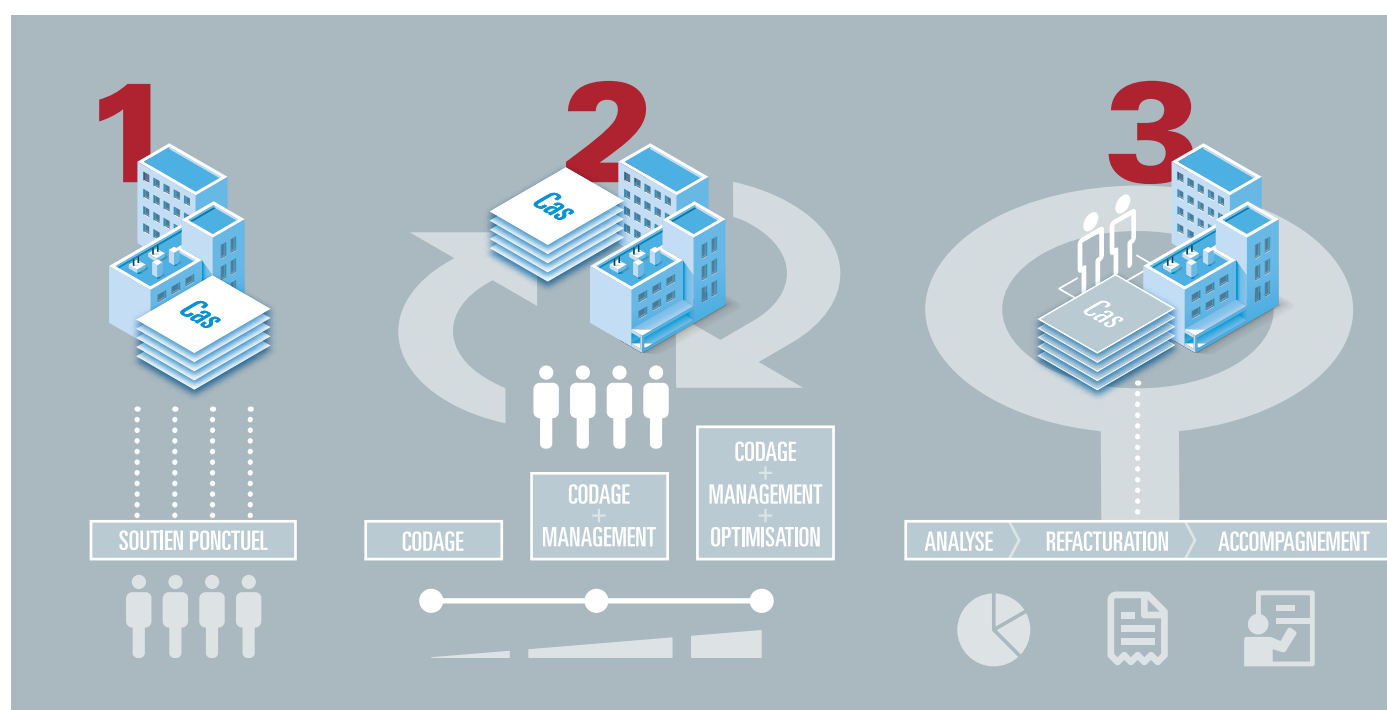 1
Cas
SOUTIEN PONCTUEL
2
Cas
CODAGE
CODAGE
+
MANAGEMENT
CODAGE
+
MANAGEMENT
+
OPTIMISATION
3
Cas
ANALYSE
REFACTURATION
ACCOMPAGNEMENT